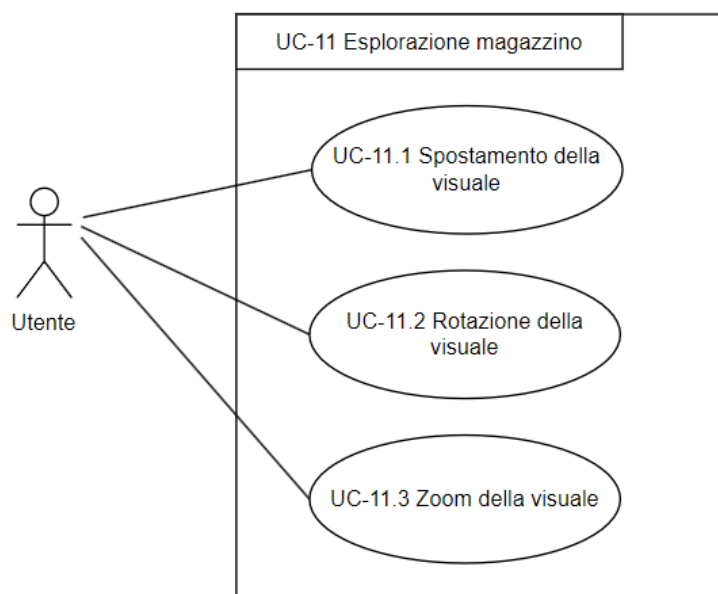 UC-11 Esplorazione magazzino
UC-11.1 Spostamento della
visuale
UC-11.2 Rotazione della
visuale
Utente
UC-11.3 Zoom della visuale